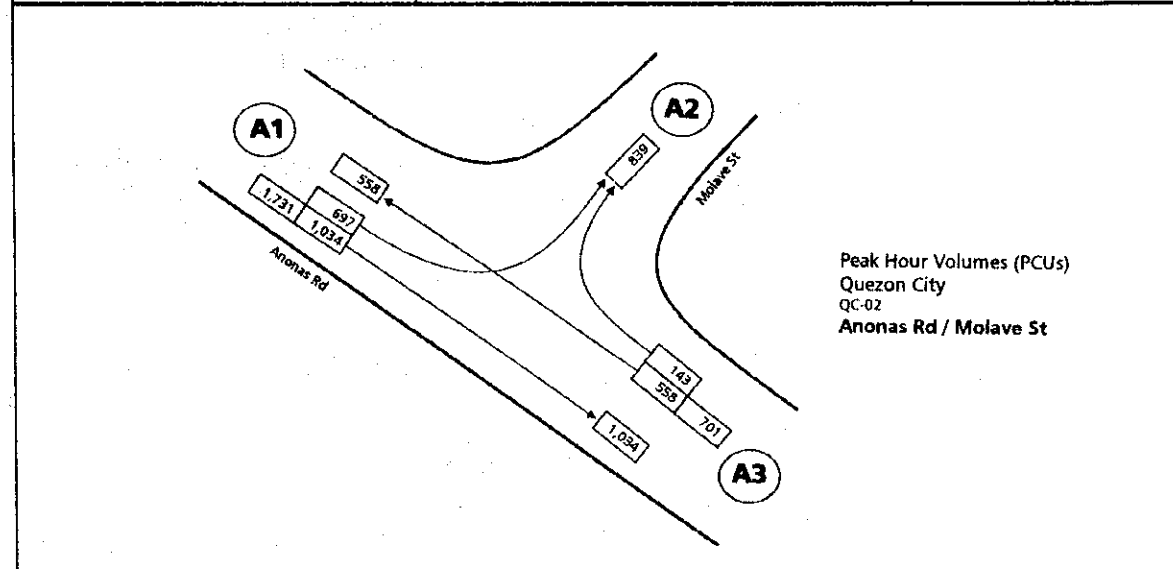 A1
A2
839
Molave St
558
1,731
697
1,034
Anonas Rd
Peak Hour Volumes (PCUs)
Quezon City
QC-02
Anonas Rd / Molave St
143
558
701
1,034
A3